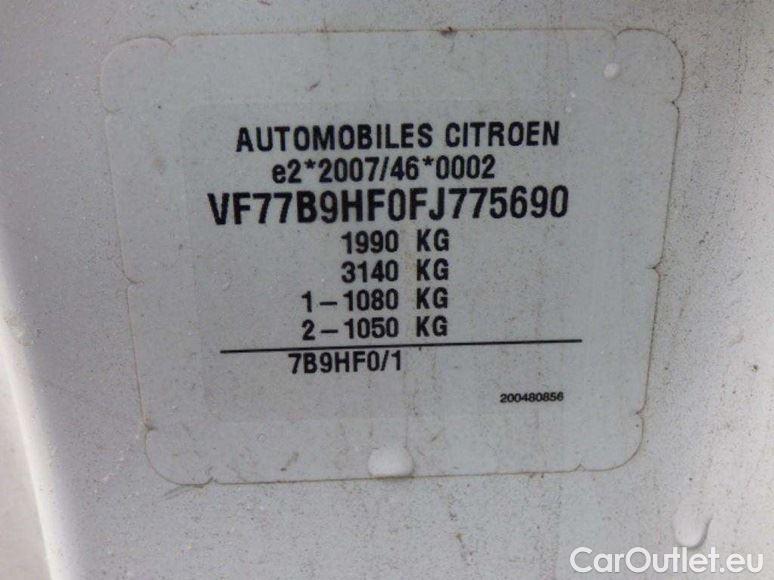 AUTOMOBILES CITROEN
e2*2007/46*0002
VF77B9HF0FJ775690
1990 KG
3140 KG
1-1080 KG
2-1050 KG
7B9HF0/1
200480856
CarOutlet.eu